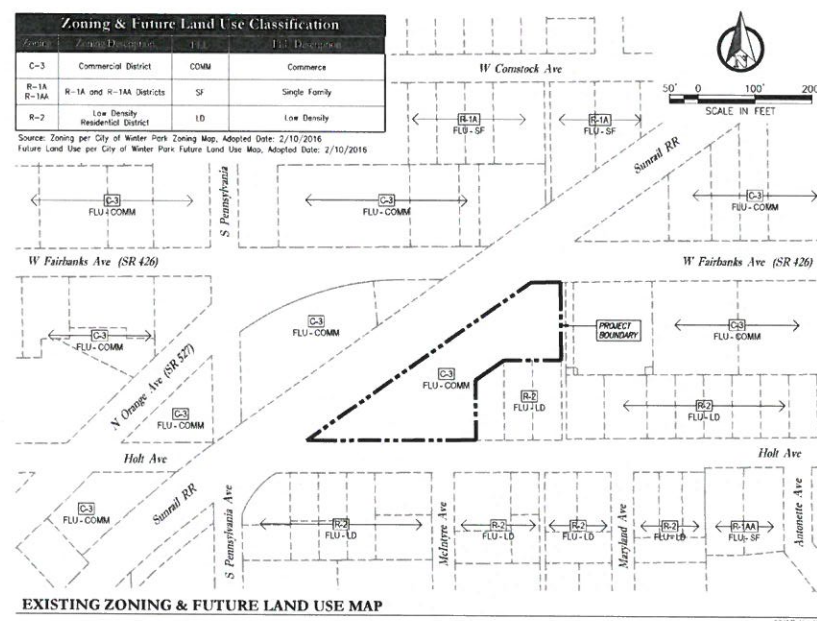 Zoning & Future Land Use Classification
Zoning Zoning Description FLU FLU Description
C-3 Commercial District COMM Commerce
R-1A
R-1AA R-1A and R-1AA Districts SF Single Family
R-2 Low Density
Residential District LD Low Density
Source: Zoning per City of Winter Park Zoning Map, Adopted Date: 2/10/2016
Future Land Use per City of Winter Park Future Land Use Map, Adopted Date: 2/10/2016
W Comstock Ave
N
50' 0 100' 200'
SCALE IN FEET
R-1A
FLU-SF
R-1A
FLU-SF
Sunrail RR
S Pennsylvania
C-3
FLU-COMM
C-3
FLU-COMM
C-3
FLU-COMM
W Fairbanks Ave (SR 426)
W Fairbanks Ave (SR 426)
C-3
FLU-COMM
N Orange Ave (SR 527)
C-3
FLU-COMM
PROJECT
BOUNDARY
C-3
FLU-COMM
C-3
FLU-COMM
C-3
FLU-COMM
R-2
FLU-LD
R-2
FLU-LD
Holt Ave
Holt Ave
C-3
FLU-COMM
Sunrail RR
S Pennsylvania Ave
R-2
FLU-LD
McIntyre Ave
R-2
FLU-LD
R-2
FLU-LD
Maryland Ave
R-2
FLU-LD
R-1AA
FLU-SF
Antonette Ave
EXISTING ZONING & FUTURE LAND USE MAP